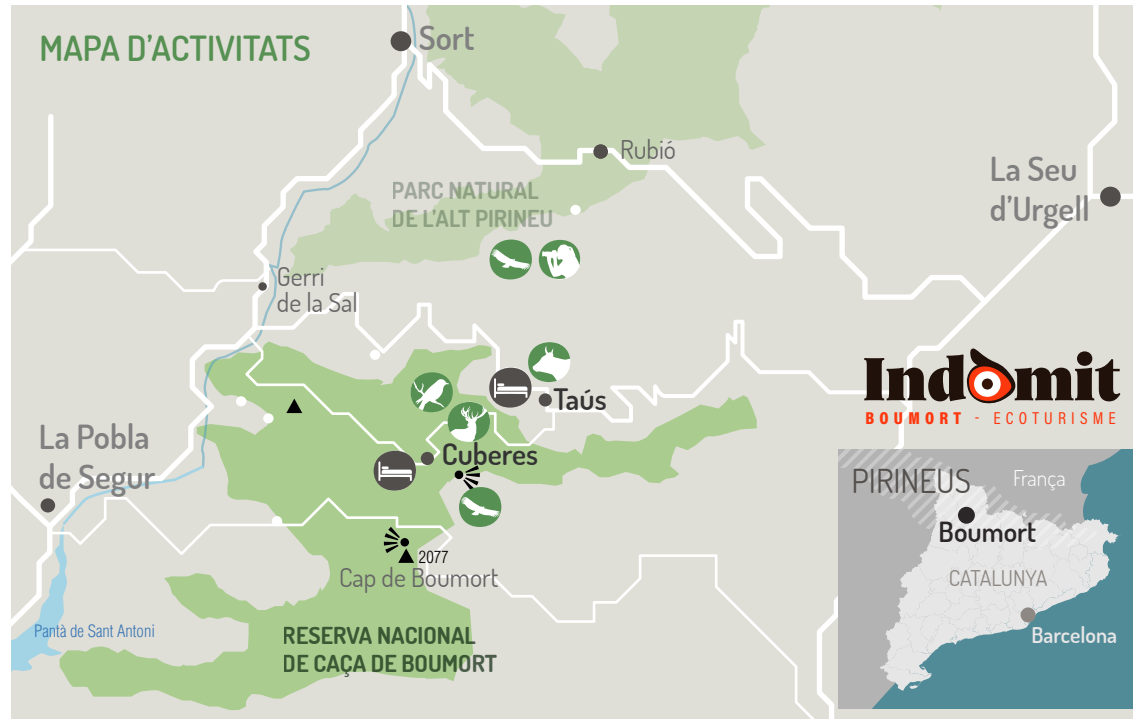 MAPA D'ACTIVITATS
Sort
Rubió
La Seu
d'Urgell
PARC NATURAL
DE L'ALT PIRINEU
Gerri
de la Sal
Taús
Indòmit
BOUMORT - ECOTURISME
La Pobla
de Segur
Cuberes
2077
Cap de Boumort
Pantà de Sant Antoni
RESERVA NACIONAL
DE CAÇA DE BOUMORT
PIRINEUS
França
Boumort
CATALUNYA
Barcelona